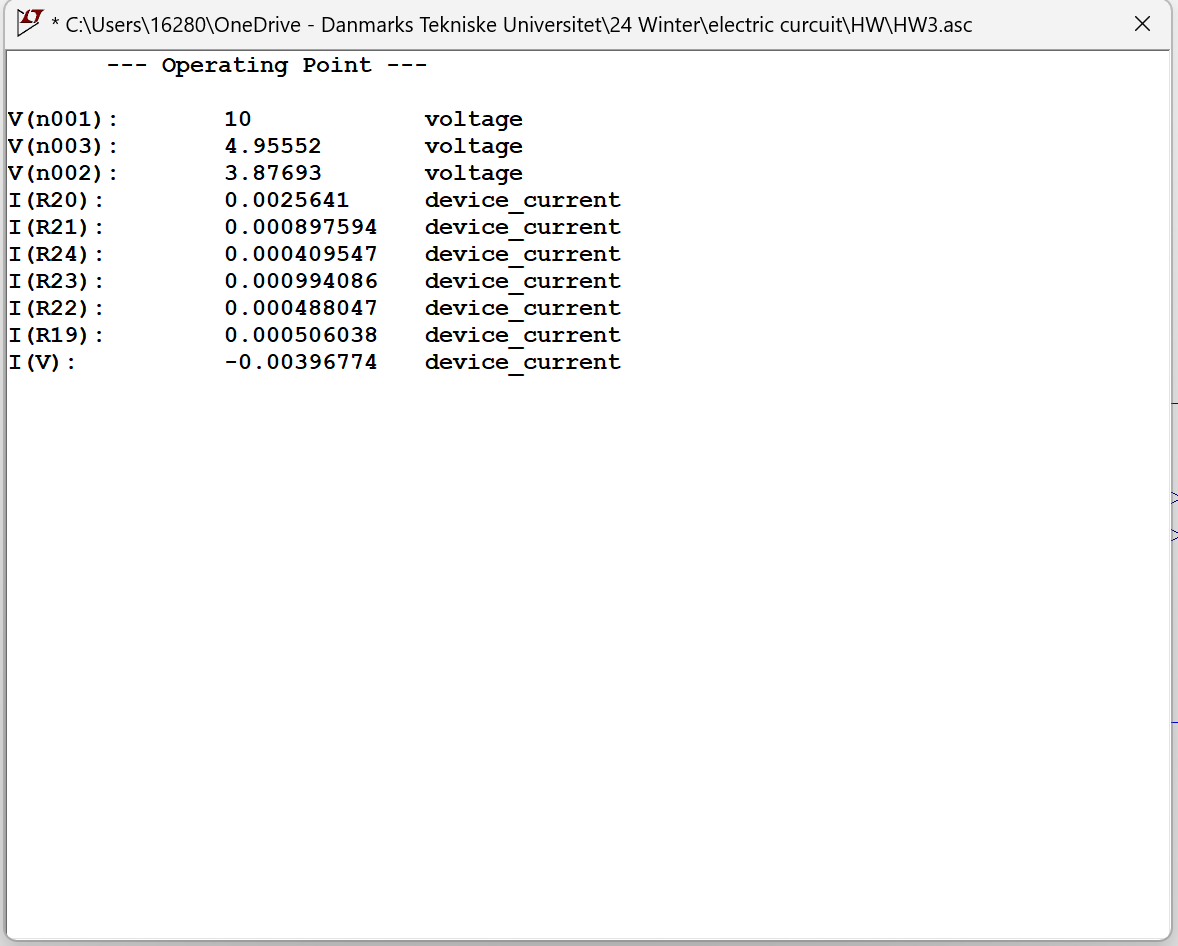 * C:\Users\16280\OneDrive - Danmarks Tekniske Universitet\24 Winter\electric curcuit\HW\HW3.asc
--- Operating Point ---
V(n001): 10 voltage
V(n003): 4.95552 voltage
V(n002): 3.87693 voltage
I(R20): 0.0025641 device_current
I(R21): 0.000897594 device_current
I(R24): 0.000409547 device_current
I(R23): 0.000994086 device_current
I(R22): 0.000488047 device_current
I(R19): 0.000506038 device_current
I(V): -0.00396774 device_current